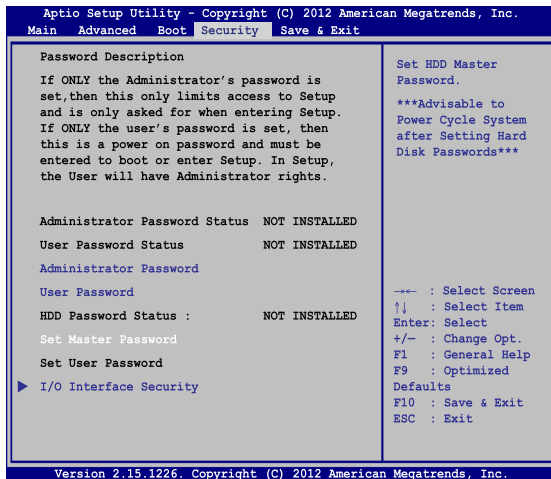 Aptio Setup Utility - Copyright (C) 2012 American Megatrends, Inc.
Main Advanced Boot Security Save & Exit
Password Description
If ONLY the Administrator's password is
set,then this only limits access to Setup
and is only asked for when entering Setup.
If ONLY the user's password is set, then
this is a power on password and must be
entered to boot or enter Setup. In Setup,
the User will have Administrator rights.
Administrator Password Status NOT INSTALLED
User Password Status NOT INSTALLED
Administrator Password
User Password
HDD Password Status : NOT INSTALLED
Set Master Password
Set User Password
I/O Interface Security
Set HDD Master
Password.
***Advisable to
Power Cycle System
after Setting Hard
Disk Passwords***
→← : Select Screen
↑↓ : Select Item
Enter: Select
+/— : Change Opt.
F1 : General Help
F9 : Optimized
Defaults
F10 : Save & Exit
ESC : Exit
Version 2.15.1226. Copyright (C) 2012 American Megatrends, Inc.